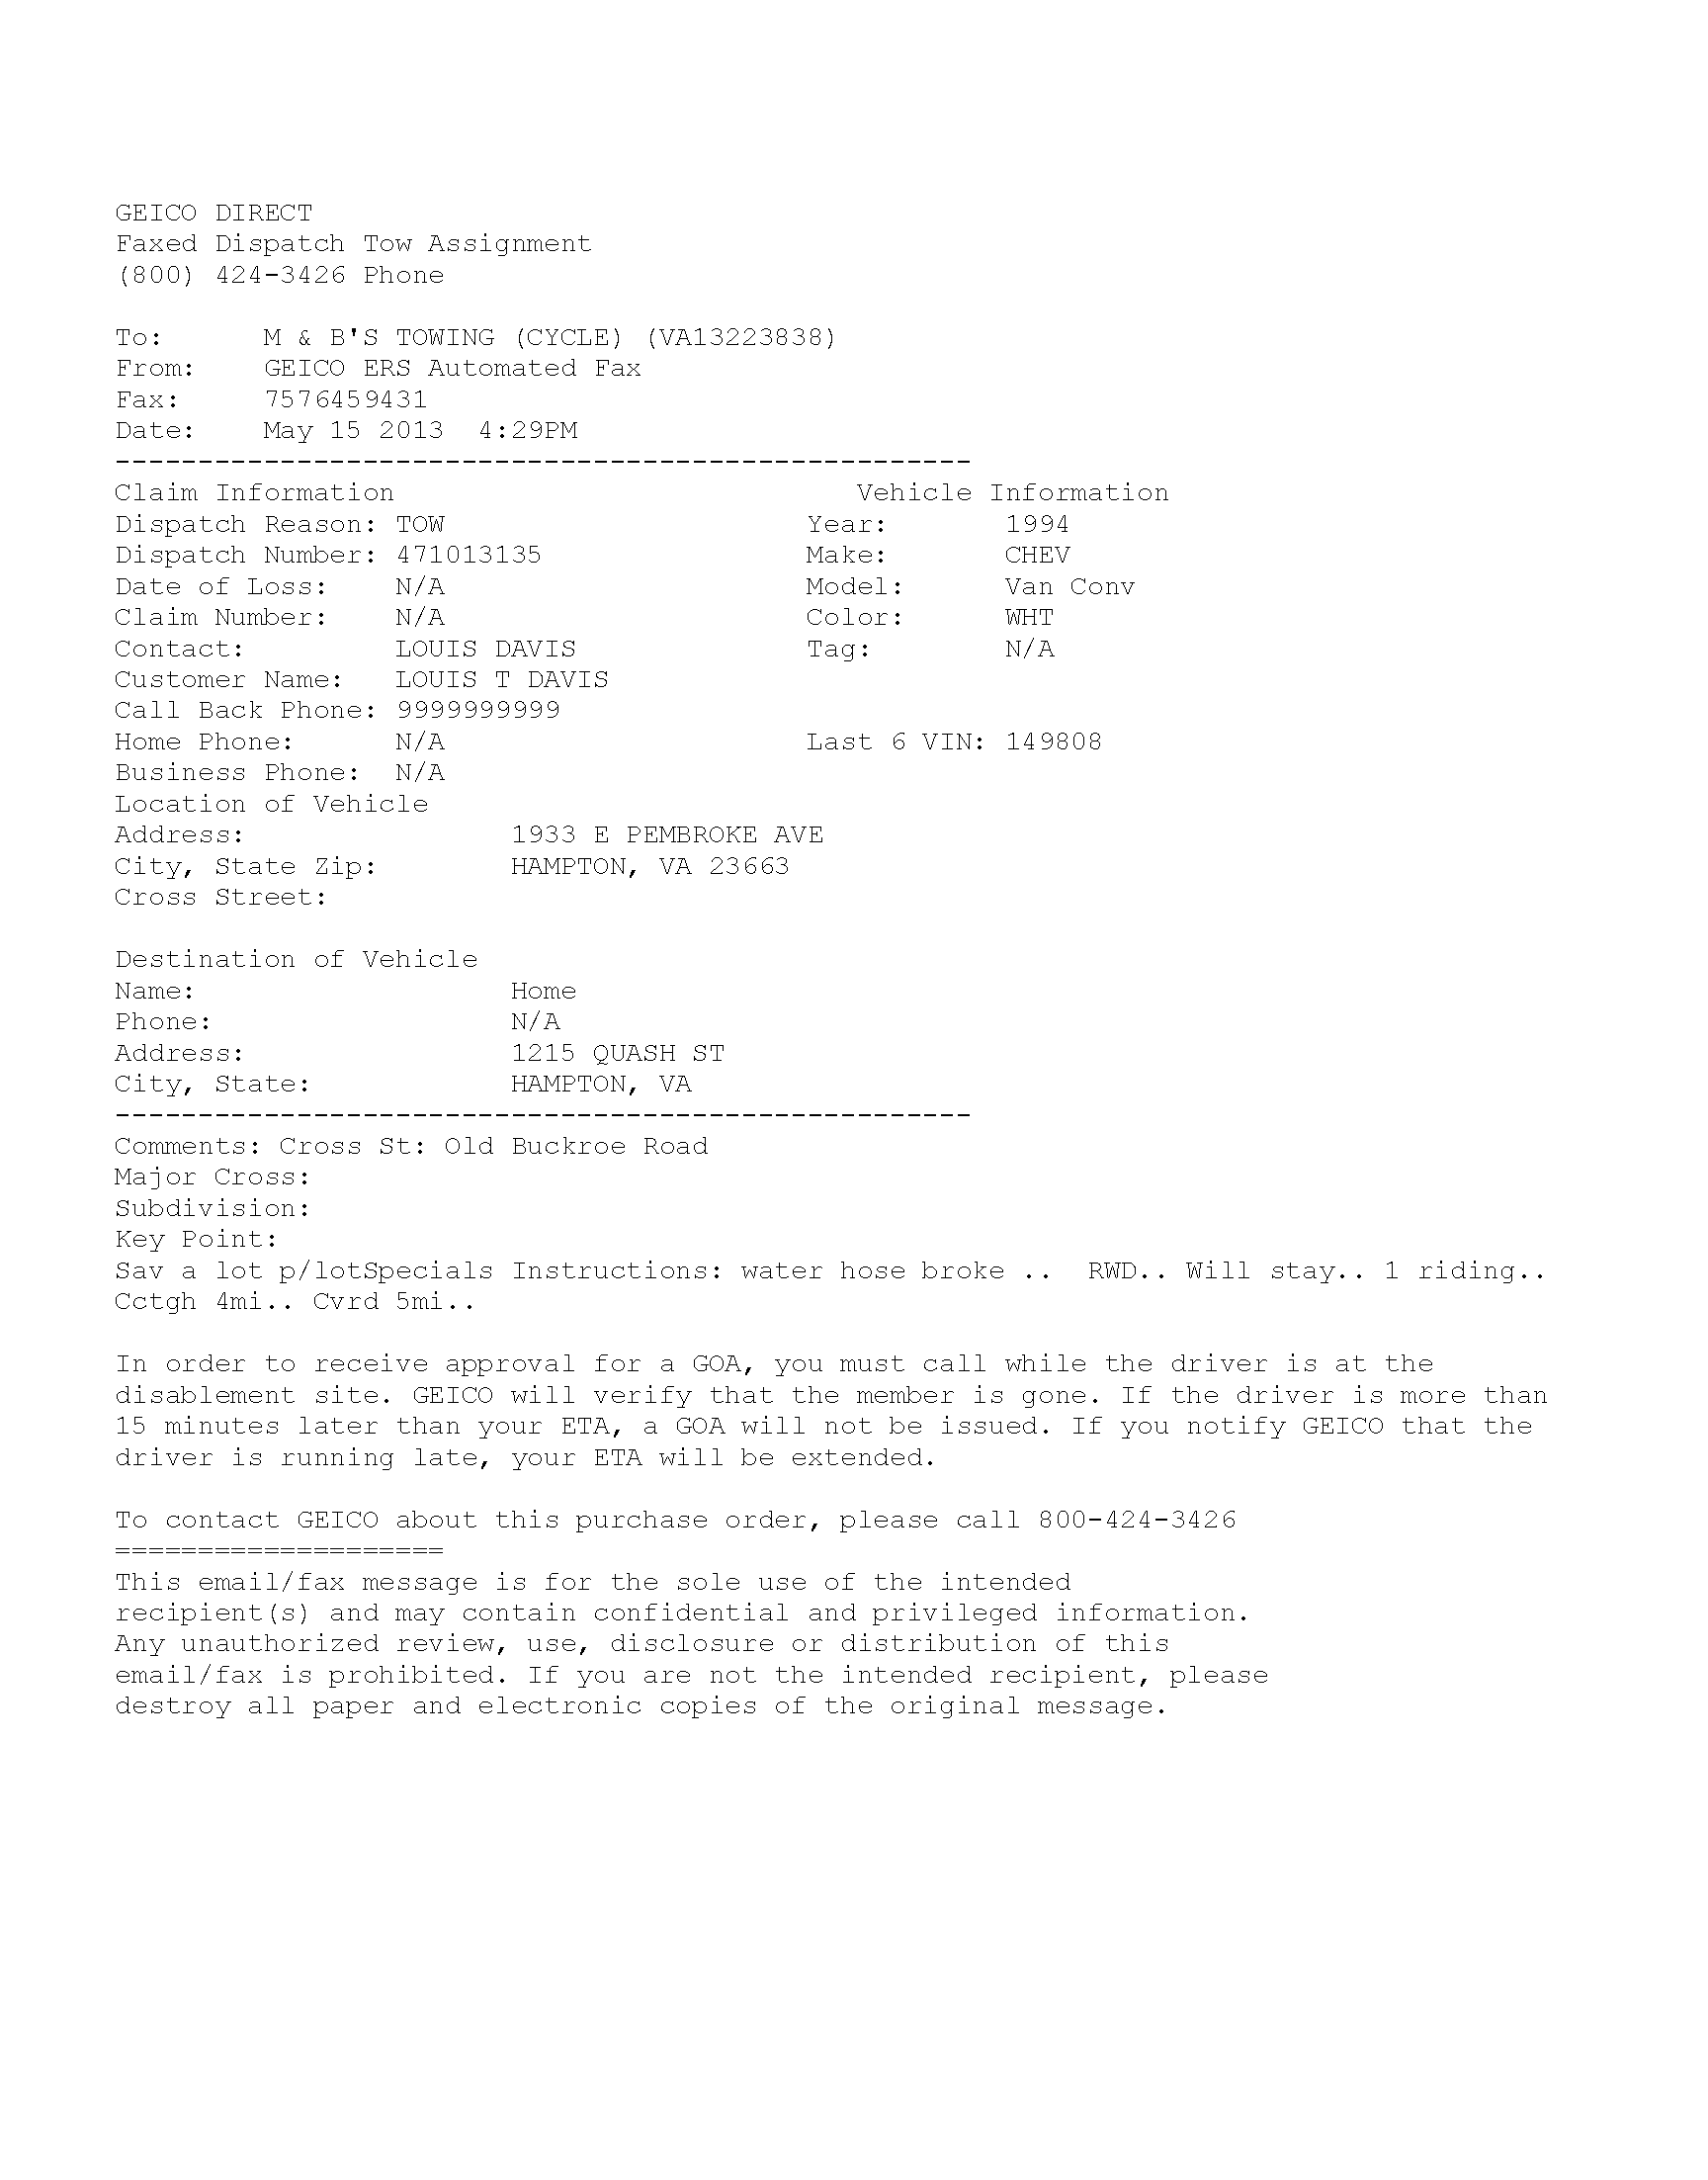 GEICO DIRECT
Faxed Dispatch Tow Assignment
(800) 424-3426 Phone
To: M & B'S TOWING (CYCLE) (VA13223838)
From: GEICO ERS Automated Fax
Fax: 7576459431
Date: May 15 2013  4:29PM
----------------------------------------------------
Claim Information Vehicle Information
Dispatch Reason: TOW Year: 1994
Dispatch Number: 471013135 Make: CHEV
Date of Loss: N/A Model: Van Conv
Claim Number: N/A Color: WHT
Contact: LOUIS DAVIS Tag: N/A
Customer Name: LOUIS T DAVIS
Call Back Phone: 9999999999
Home Phone: N/A Last 6 VIN: 149808
Business Phone: N/A
Location of Vehicle
Address: 1933 E PEMBROKE AVE
City, State Zip: HAMPTON, VA 23663
Cross Street:
Destination of Vehicle
Name: Home
Phone: N/A
Address: 1215 QUASH ST
City, State: HAMPTON, VA
----------------------------------------------------
Comments: Cross St: Old Buckroe Road
Major Cross:
Subdivision:
Key Point:
Sav a lot p/lotSpecials Instructions: water hose broke ..  RWD.. Will stay.. 1 riding..
Cctgh 4mi.. Cvrd 5mi..
In order to receive approval for a GOA, you must call while the driver is at the
disablement site. GEICO will verify that the member is gone. If the driver is more than
15 minutes later than your ETA, a GOA will not be issued. If you notify GEICO that the
driver is running late, your ETA will be extended.
To contact GEICO about this purchase order, please call 800-424-3426
====================
This email/fax message is for the sole use of the intended
recipient(s) and may contain confidential and privileged information.
Any unauthorized review, use, disclosure or distribution of this
email/fax is prohibited. If you are not the intended recipient, please
destroy all paper and electronic copies of the original message.